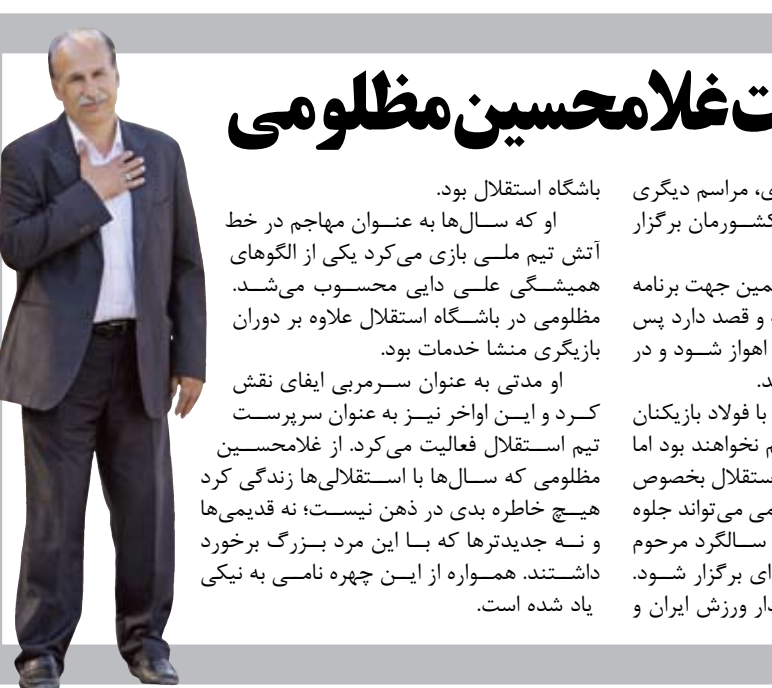 ت‌غلامحسین‌مظلومی
ی، مراسم دیگری
کشورمان برگزار
مین جهت برنامه
و قصد دارد پس
اهواز شود و در
د.
با فولاد بازیکنان
م نخواهند بود اما
ستقلال بخصوص
می می‌تواند جلوه
سالگرد مرحوم
ای برگزار شود.
دار ورزش ایران و
باشگاه استقلال بود.
او که سال‌ها به عنوان مهاجم در خط
آتش تیم ملی بازی می‌کرد یکی از الگوهای
همیشگی علی دایی محسوب می‌شد.
مظلومی در باشگاه استقلال علاوه بر دوران
بازیگری منشا خدمات بود.
او مدتی به عنوان سرمربی ایفای نقش
کرد و این اواخر نیز به عنوان سرپرست
تیم استقلال فعالیت می‌کرد. از غلامحسین
مظلومی که سال‌ها با استقلالی‌ها زندگی کرد
هیچ خاطره بدی در ذهن نیست؛ نه قدیمی‌ها
و نه جدیدترها که با این مرد بزرگ برخورد
داشتند. همواره از این چهره نامی به نیکی
یاد شده است.